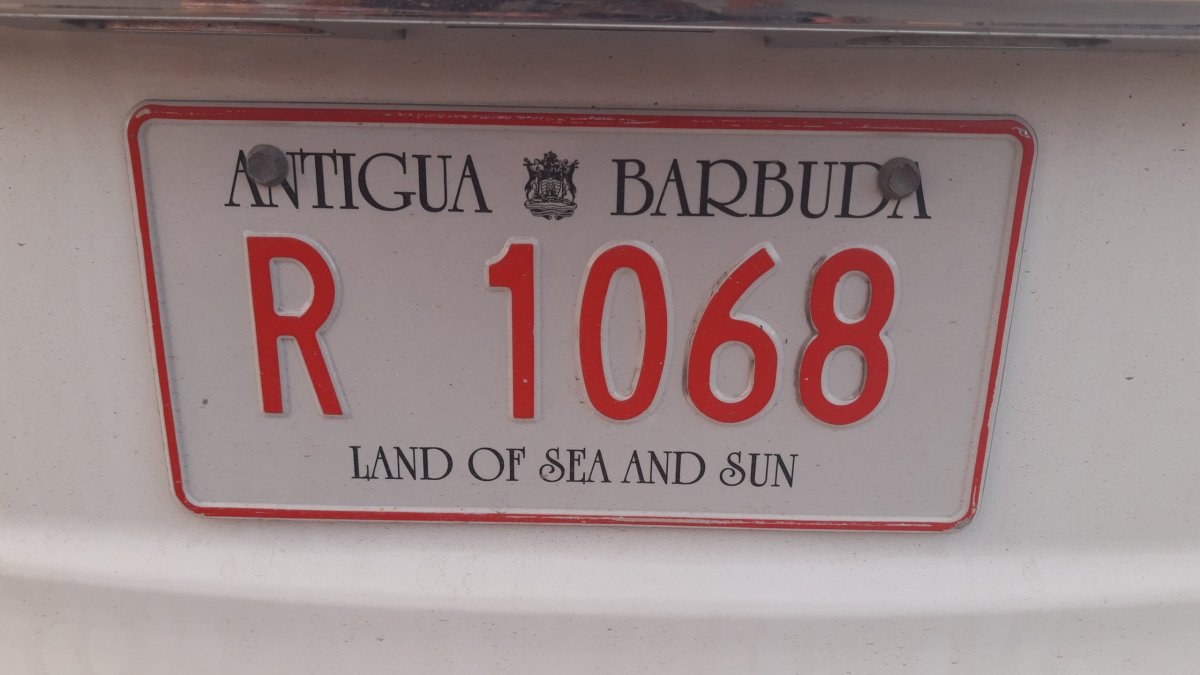 ANTIGUA BARBUDA
R 1068
LAND OF SEA AND SUN